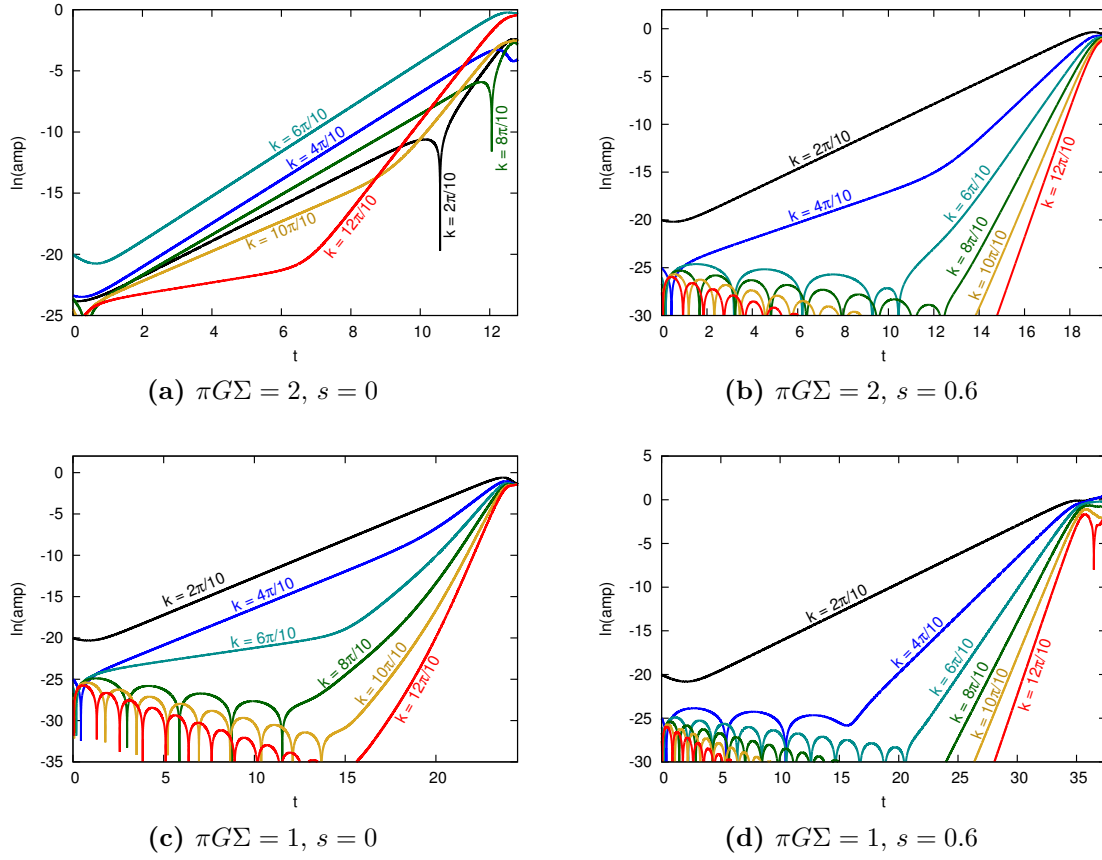 0
-5
-10
-15
-20
-25
ln(amp)
0
2
4
6
8
10
12
t
k = 6π/10
k = 4π/10
k = 10π/10
k = 12π/10
k = 2π/10
k = 8π/10
(a) πGΣ = 2, s = 0
0
-5
-10
-15
-20
-25
-30
ln(amp)
0
2
4
6
8
10
12
14
16
18
t
k = 2π/10
k = 4π/10
k = 6π/10
k = 8π/10
k = 10π/10
k = 12π/10
(b) πGΣ = 2, s = 0.6
0
-5
-10
-15
-20
-25
-30
-35
ln(amp)
0
5
10
15
20
t
k = 2π/10
k = 4π/10
k = 6π/10
k = 8π/10
k = 10π/10
k = 12π/10
(c) πGΣ = 1, s = 0
5
0
-5
-10
-15
-20
-25
-30
ln(amp)
0
5
10
15
20
25
30
35
t
k = 2π/10
k = 4π/10
k = 6π/10
k = 8π/10
k = 10π/10
k = 12π/10
(d) πGΣ = 1, s = 0.6